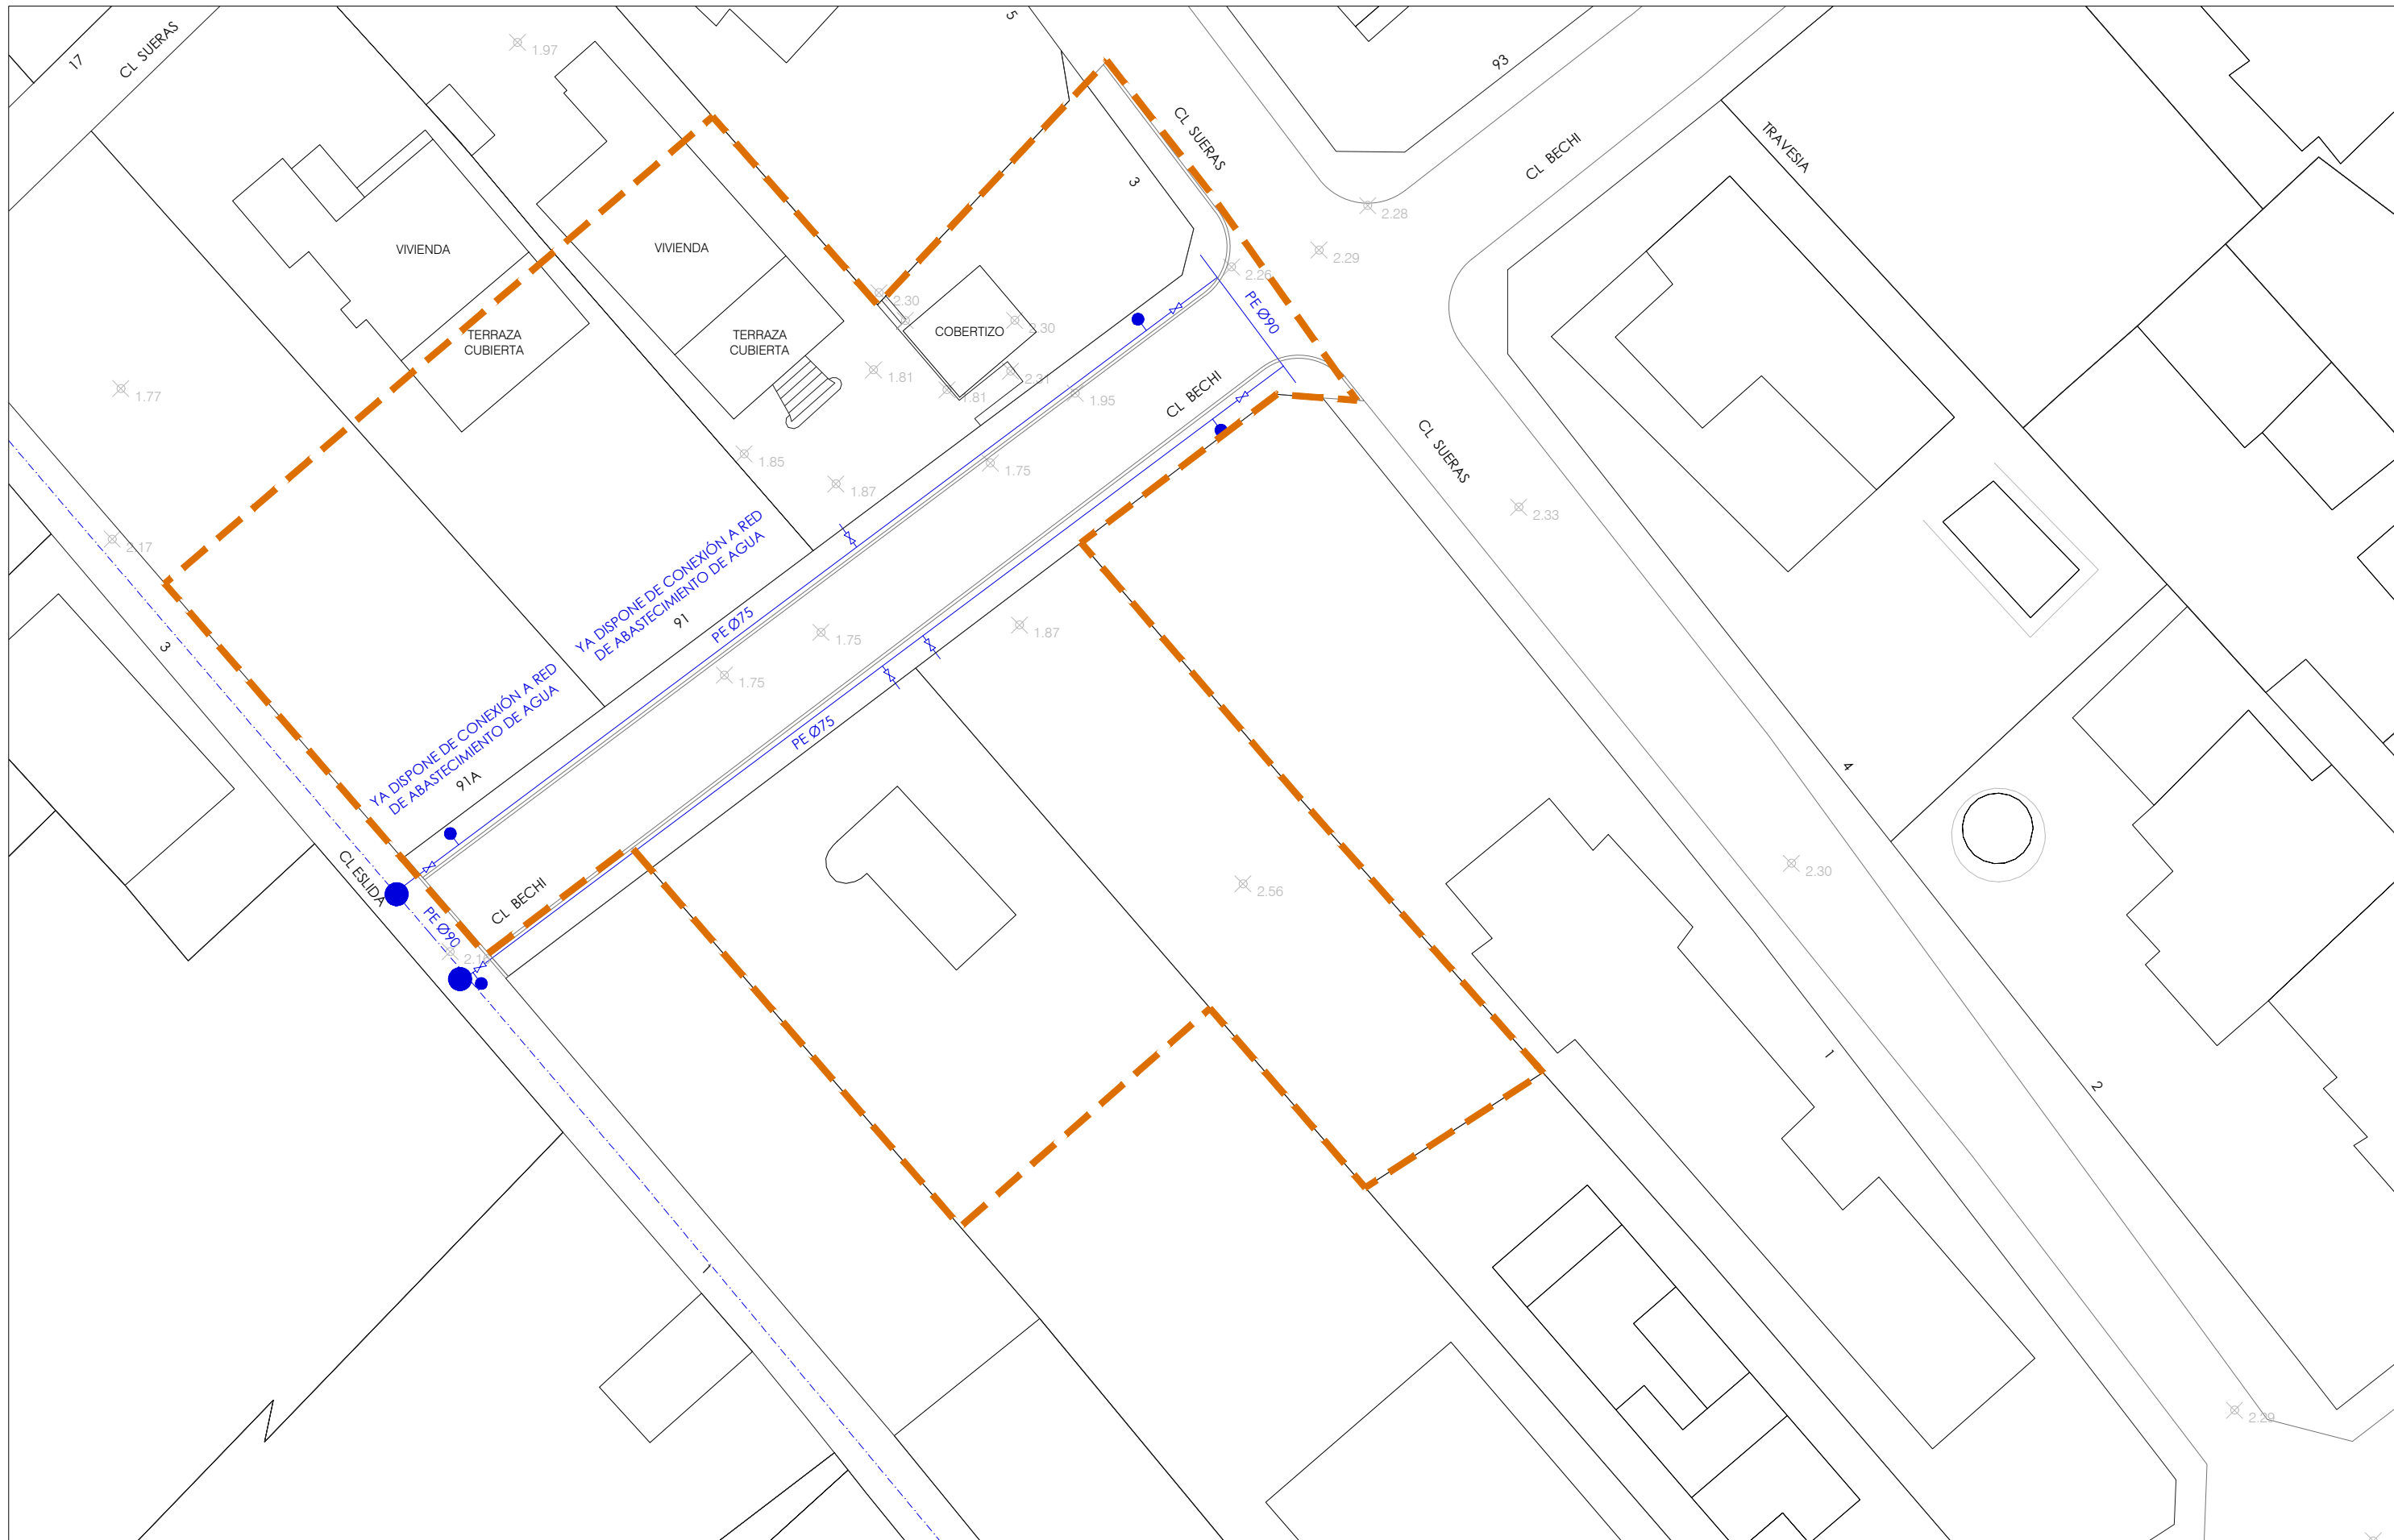 CL SUERAS
17
1.97
5
93
CL SUERAS
CL BECHI
TRAVESIA
3
2.28
VIVIENDA
VIVIENDA
2.29
2.26
2.30
PE Ø90
COBERTIZO
2.30
TERRAZA
CUBIERTA
TERRAZA
CUBIERTA
1.77
1.81
2.21
1.81
1.95
CL BECHI
CL SUERAS
1.85
1.75
1.87
2.33
2.17
YA DISPONE DE CONEXIÓN A RED
DE ABASTECIMIENTO DE AGUA
91
PE Ø75
1.75
1.87
3
1.75
YA DISPONE DE CONEXIÓN A RED
DE ABASTECIMIENTO DE AGUA
91A
PE Ø75
4
CL ESLIDA
CL BECHI
2.56
2.30
PE Ø90
1
2
1
2.29